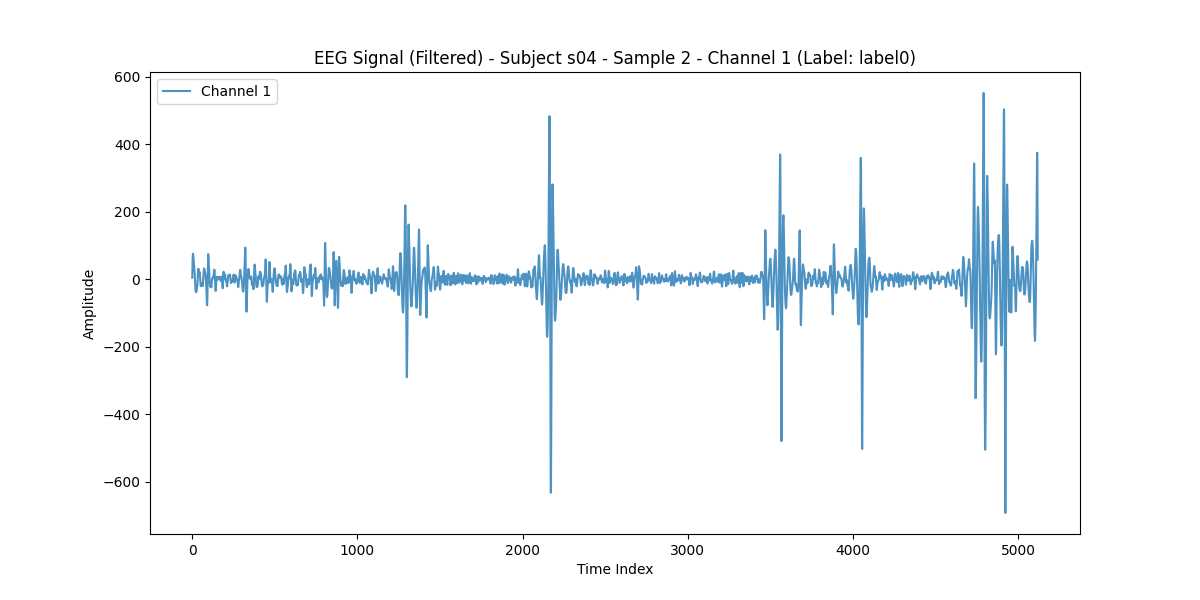 EEG Signal (Filtered) - Subject s04 - Sample 2 - Channel 1 (Label: label0)
Channel 1
600
400
200
0
−200
−400
−600
Amplitude
0 1000 2000 3000 4000 5000
Time Index